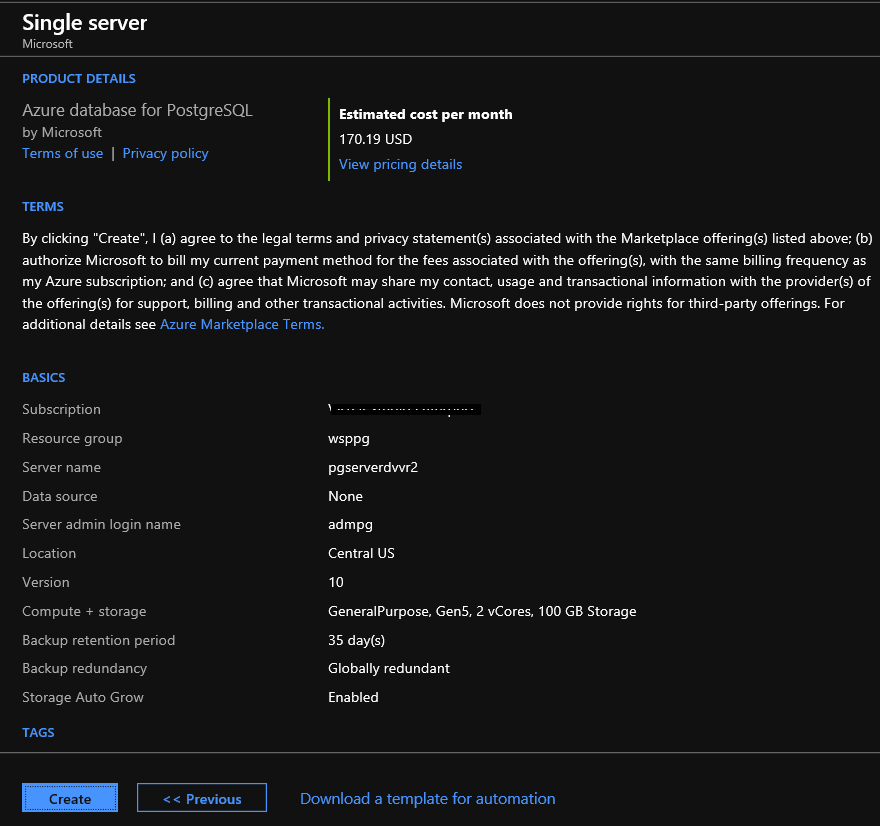 Single server
Microsoft
PRODUCT DETAILS
Azure database for PostgreSQL
by Microsoft
Terms of use | Privacy policy
Estimated cost per month
170.19 USD
View pricing details
TERMS
By clicking "Create", I (a) agree to the legal terms and privacy statement(s) associated with the Marketplace offering(s) listed above; (b)
authorize Microsoft to bill my current payment method for the fees associated with the offering(s), with the same billing frequency as
my Azure subscription; and (c) agree that Microsoft may share my contact, usage and transactional information with the provider(s) of
the offering(s) for support, billing and other transactional activities. Microsoft does not provide rights for third-party offerings. For
additional details see Azure Marketplace Terms.
BASICS
Subscription
Resource group wsppg
Server name pgserverdvvr2
Data source None
Server admin login name admpg
Location Central US
Version 10
Compute + storage GeneralPurpose, Gen5, 2 vCores, 100 GB Storage
Backup retention period 35 day(s)
Backup redundancy Globally redundant
Storage Auto Grow Enabled
TAGS
Create << Previous Download a template for automation